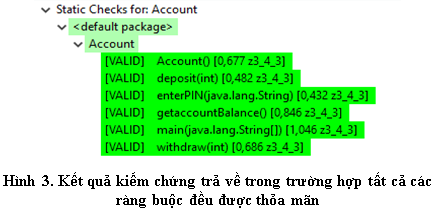 Static Checks for: Account
<default package>
Account
[VALID] Account() [0,677 z3_4_3]
[VALID] deposit(int) [0,482 z3_4_3]
[VALID] enterPIN(java.lang.String) [0,432 z3_4_3]
[VALID] getaccountBalance() [0,846 z3_4_3]
[VALID] main(java.lang.String[]) [1,046 z3_4_3]
[VALID] withdraw(int) [0,686 z3_4_3]
Hình 3. Kết quả kiểm chứng trả về trong trường hợp tất cả các
ràng buộc đều được thỏa mãn